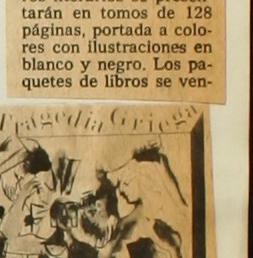 tarán en tomos de 128
páginas, portada a colo-
res con ilustraciones en
blanco y negro. Los pa-
quetes de libros se ven-
Tragedia Griega